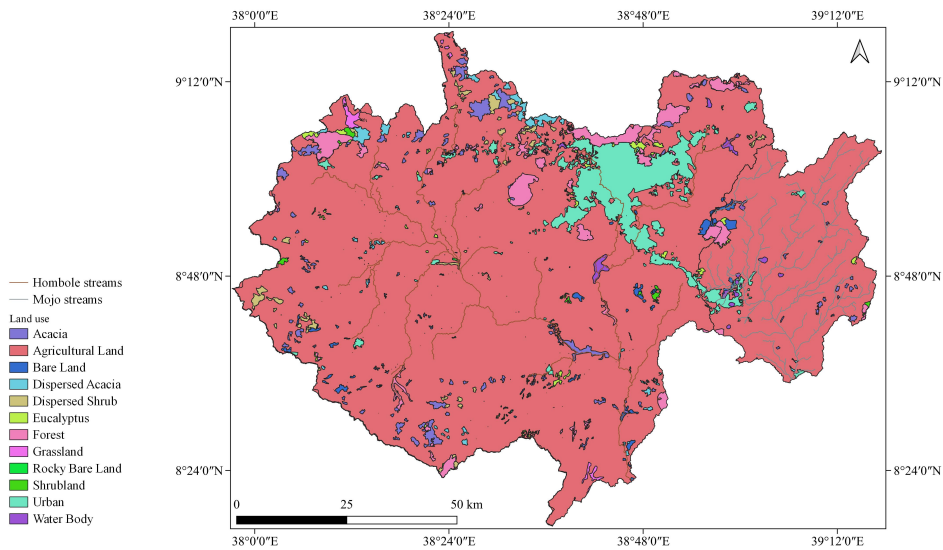 38°0′0″E 38°24′0″E 38°48′0″E 39°12′0″E
9°12′0″N 9°12′0″N
8°48′0″N 8°48′0″N
Hombole streams
Mojo streams
Land use
Acacia
Agricultural Land
Bare Land
Dispersed Acacia
Dispersed Shrub
Eucalyptus
Forest
Grassland
Rocky Bare Land
Shrubland
Urban
Water Body
8°24′0″N 8°24′0″N
0 25 50 km
38°0′0″E 38°24′0″E 38°48′0″E 39°12′0″E